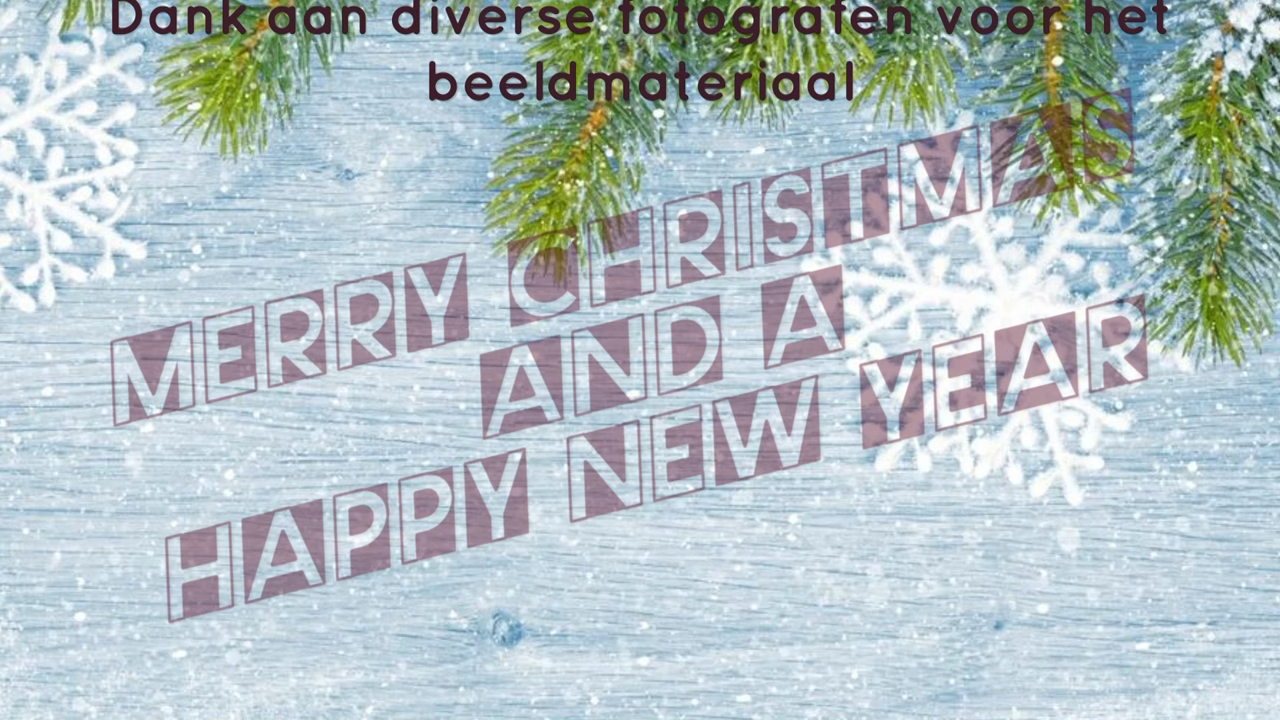 Dank aan diverse fotografen voor het
beeldmateriaal
MERRY CHRISTMAS
AND A
HAPPY NEW YEAR